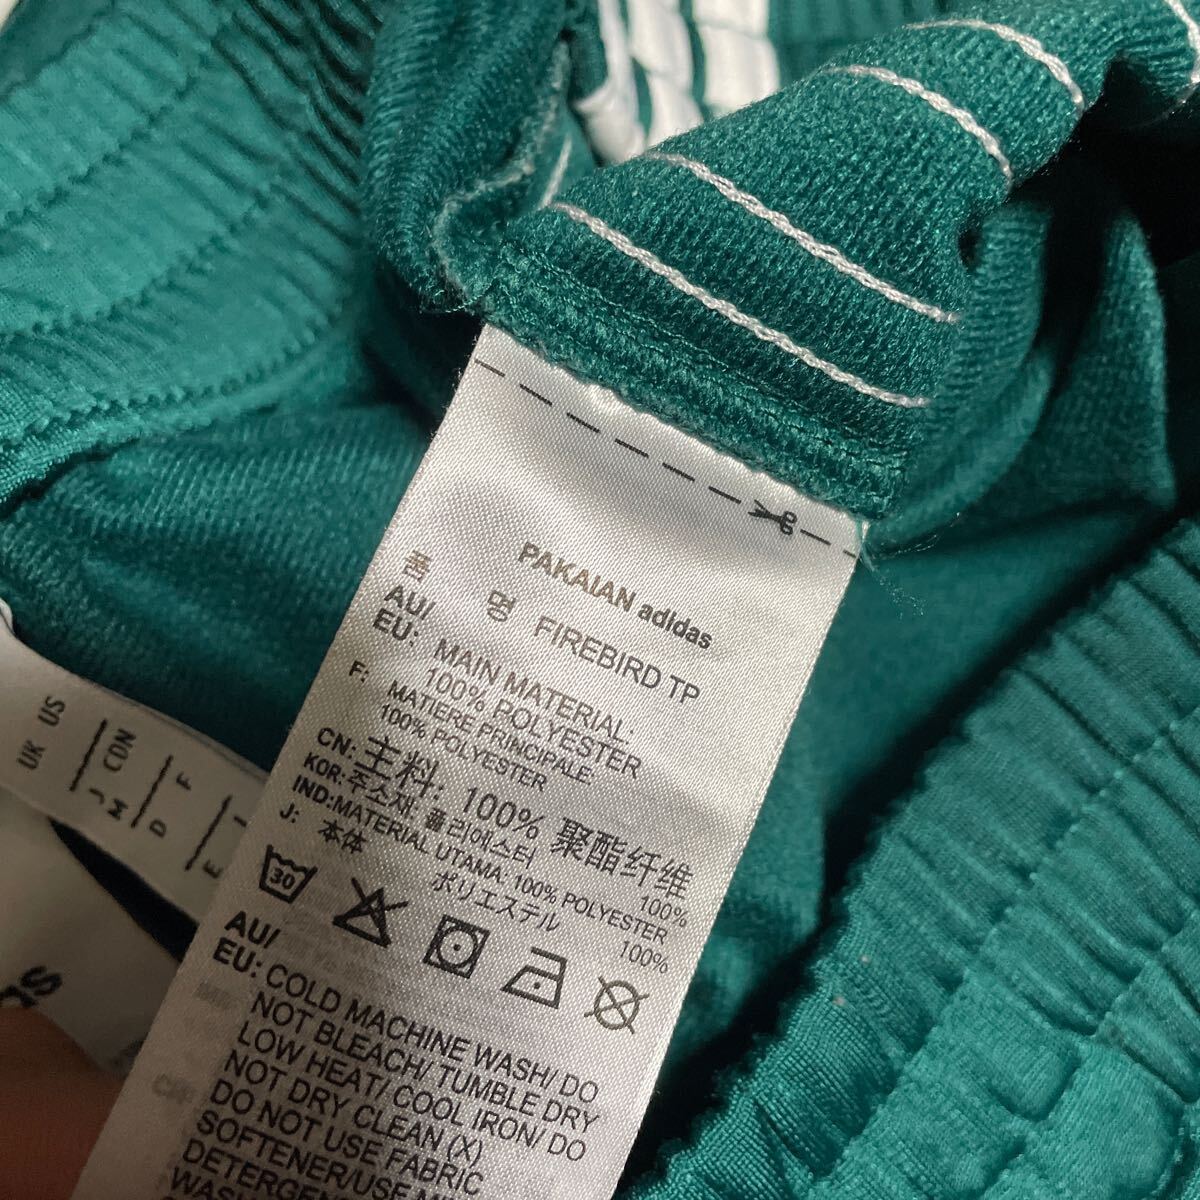 PAKAIAN adidas
품 명 FIREBIRD TP
AU/
EU: MAIN MATERIAL:
100% POLYESTER
F: MATIERE PRINCIPALE:
100% POLYESTER
CN: 主料: 100% 聚酯纤维
KOR: 주소재: 폴리에스터 100%
IND: MATERIAL UTAMA: 100% POLYESTER
J: 本体 ポリエステル 100%
30
AU/
EU: COLD MACHINE WASH/ DO
NOT BLEACH/ TUMBLE DRY
LOW HEAT/ COOL IRON/ DO
NOT DRY CLEAN (X)
DO NOT USE FABRIC
SOFTENER/USE MI
DETERGEN
WASH
UK US
J CDN
M
D F
E